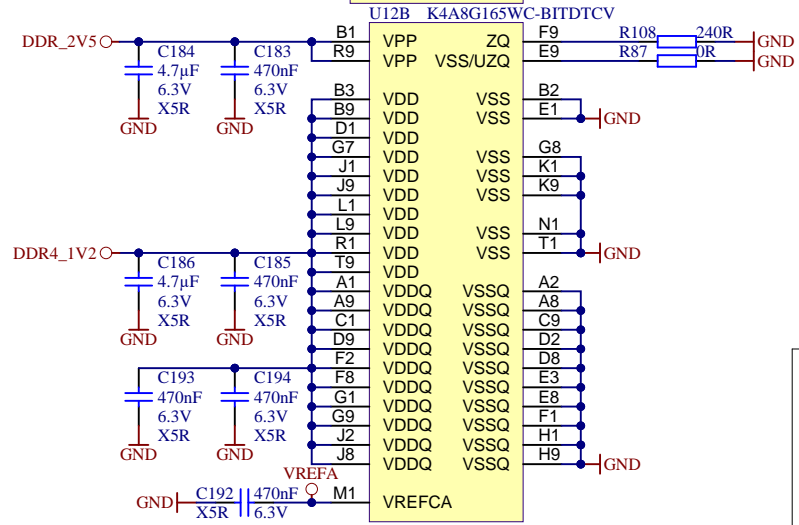 U12B K4A8G165WC-BITDTCV
DDR_2V5 B1 VPP ZQ F9 R108 240R GND
R9 VPP VSS/UZQ E9 R87 0R GND
C184 C183
4.7µF 470nF
6.3V 6.3V
X5R X5R
GND GND
B3 VDD VSS B2
B9 VDD VSS E1 GND
D1 VDD
G7 VDD VSS G8
J1 VDD VSS K1
J9 VDD VSS K9
L1 VDD
L9 VDD VSS N1
DDR4_1V2 R1 VDD VSS T1 GND
T9 VDD
C186 C185
4.7µF 470nF
6.3V 6.3V
X5R X5R
GND GND
A1 VDDQ VSSQ A2
A9 VDDQ VSSQ A8
C1 VDDQ VSSQ C9
D9 VDDQ VSSQ D2
F2 VDDQ VSSQ D8
F8 VDDQ VSSQ E3
G1 VDDQ VSSQ E8
G9 VDDQ VSSQ F1
J2 VDDQ VSSQ H1
J8 VDDQ VSSQ H9 GND
C193 C194
470nF 470nF
6.3V 6.3V
X5R X5R
GND GND
VREFA
GND C192 470nF M1 VREFCA
X5R 6.3V